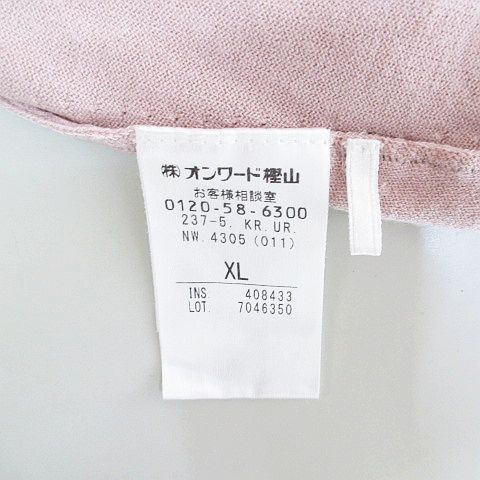 ㈱オンワード樫山
お客様相談室
0120-58-6300
237-5. KR.UR.
NW.4305(011)
XL
INS. 408433
LOT. 7046350